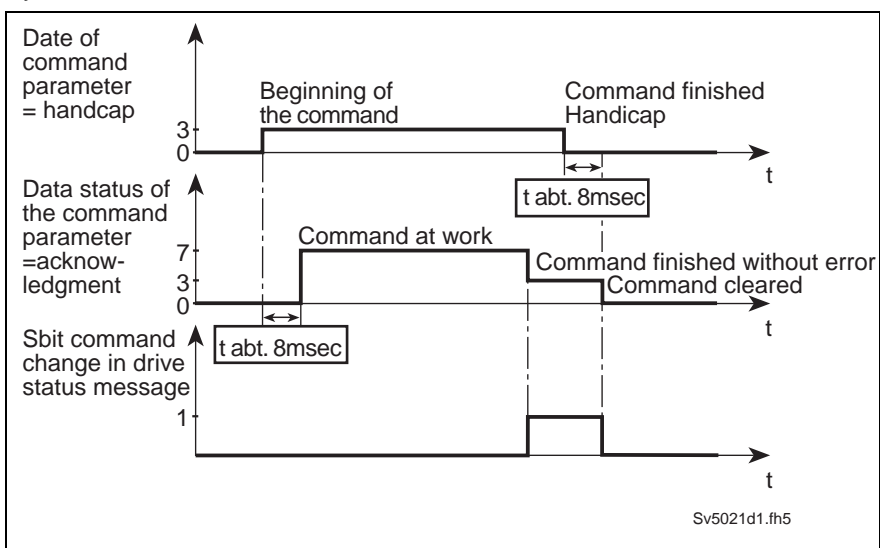 Date of
command
parameter
= handcap
Beginning of
the command
Command finished
Handicap
3
0
t
t abt. 8msec
Data status of
the command
parameter
=acknow-
ledgment
7
3
0
Command at work
Command finished without error
Command cleared
t
t abt. 8msec
Sbit command
change in drive
status message
1
t
Sv5021d1.fh5